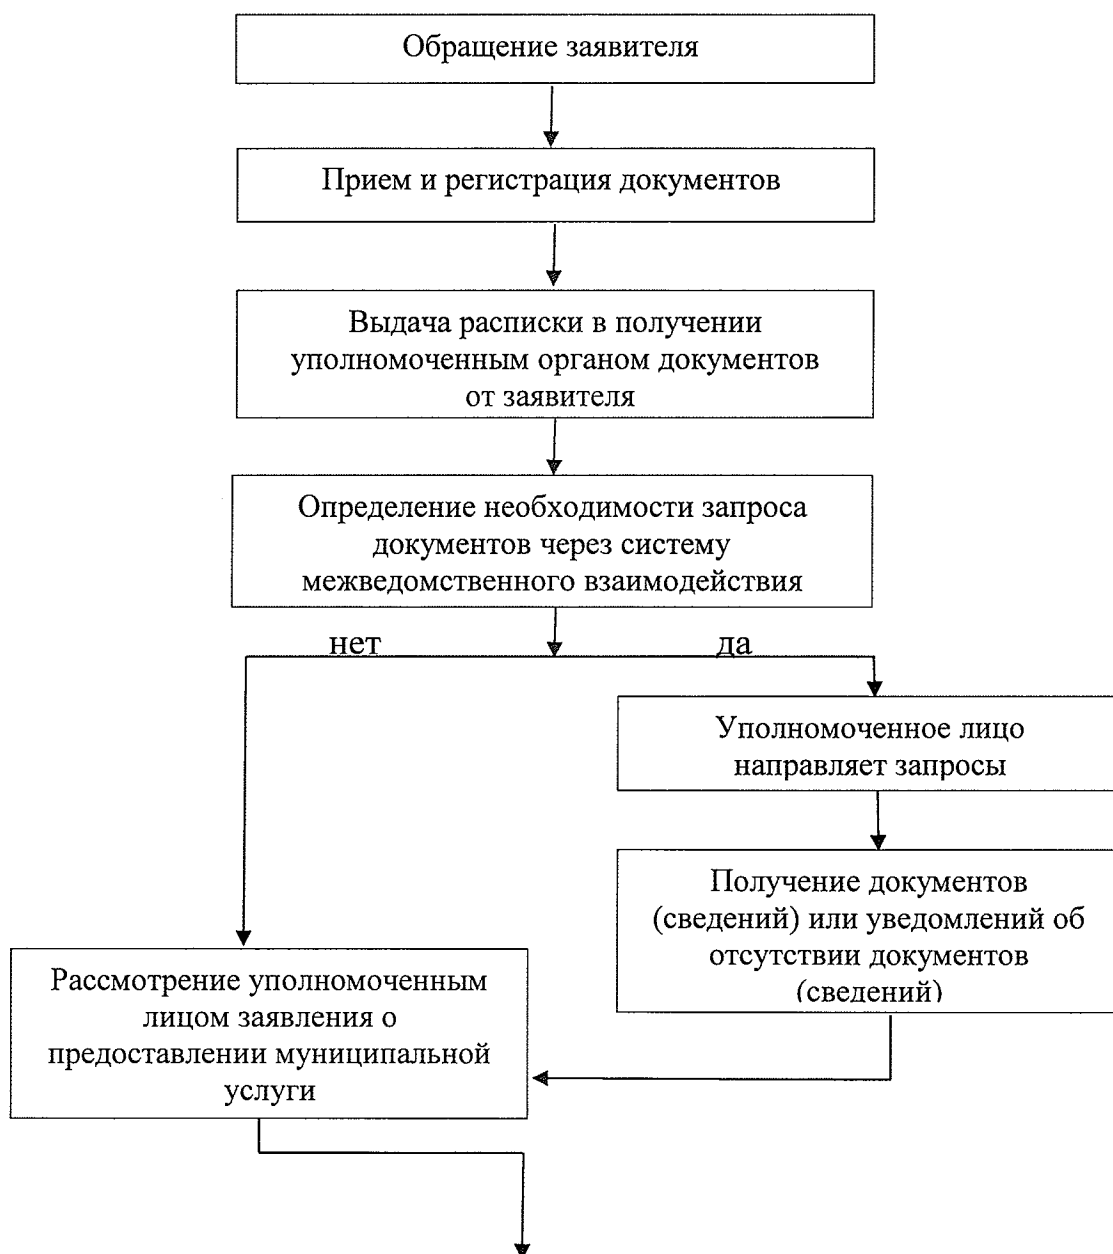 Обращение заявителя
Прием и регистрация документов
Выдача расписки в получении
уполномоченным органом документов
от заявителя
Определение необходимости запроса
документов через систему
межведомственного взаимодействия
нет
да
Уполномоченное лицо
направляет запросы
Получение документов
(сведений) или уведомлений об
отсутствии документов
(сведений)
Рассмотрение уполномоченным
лицом заявления о
предоставлении муниципальной
услуги